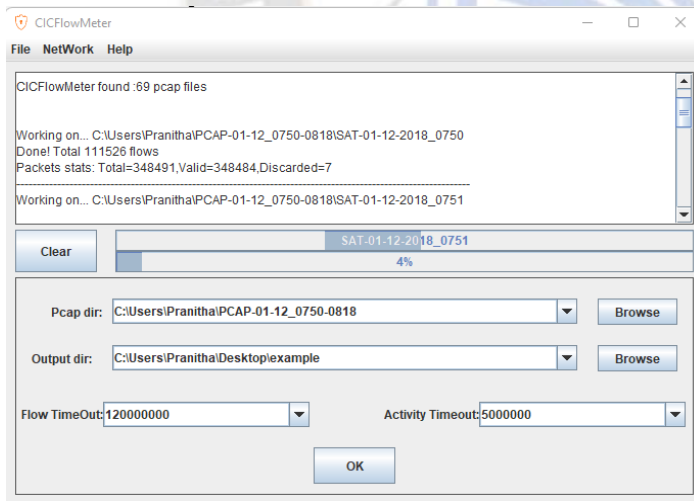 CICFlowMeter
File NetWork Help
CICFlowMeter found :69 pcap files
Working on... C:\Users\Pranitha\PCAP-01-12_0750-0818\SAT-01-12-2018_0750
Done! Total 111526 flows
Packets stats: Total=348491,Valid=348484,Discarded=7
--------------------------------------------------------------------------------
Working on... C:\Users\Pranitha\PCAP-01-12_0750-0818\SAT-01-12-2018_0751
Clear
SAT-01-12-2018_0751
4%
Pcap dir: C:\Users\Pranitha\PCAP-01-12_0750-0818 Browse
Output dir: C:\Users\Pranitha\Desktop\example Browse
Flow TimeOut: 120000000 Activity Timeout: 5000000
OK